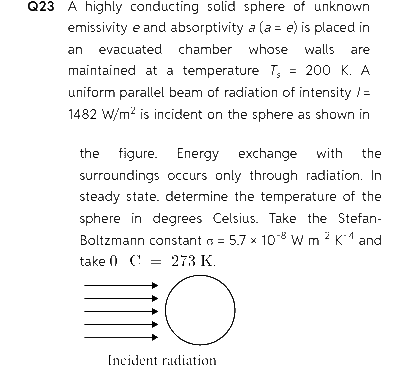 Q23 A highly conducting solid sphere of unknown
emissivity e and absorptivity a (a = e) is placed in
an evacuated chamber whose walls are
maintained at a temperature Tₛ = 200 K. A
uniform parallel beam of radiation of intensity I =
1482 W/m² is incident on the sphere as shown in
the figure. Energy exchange with the
surroundings occurs only through radiation. In
steady state, determine the temperature of the
sphere in degrees Celsius. Take the Stefan-
Boltzmann constant σ = 5.7 × 10⁻⁸ W m ² K⁻⁴ and
take 0 C = 273 K.
Incident radiation